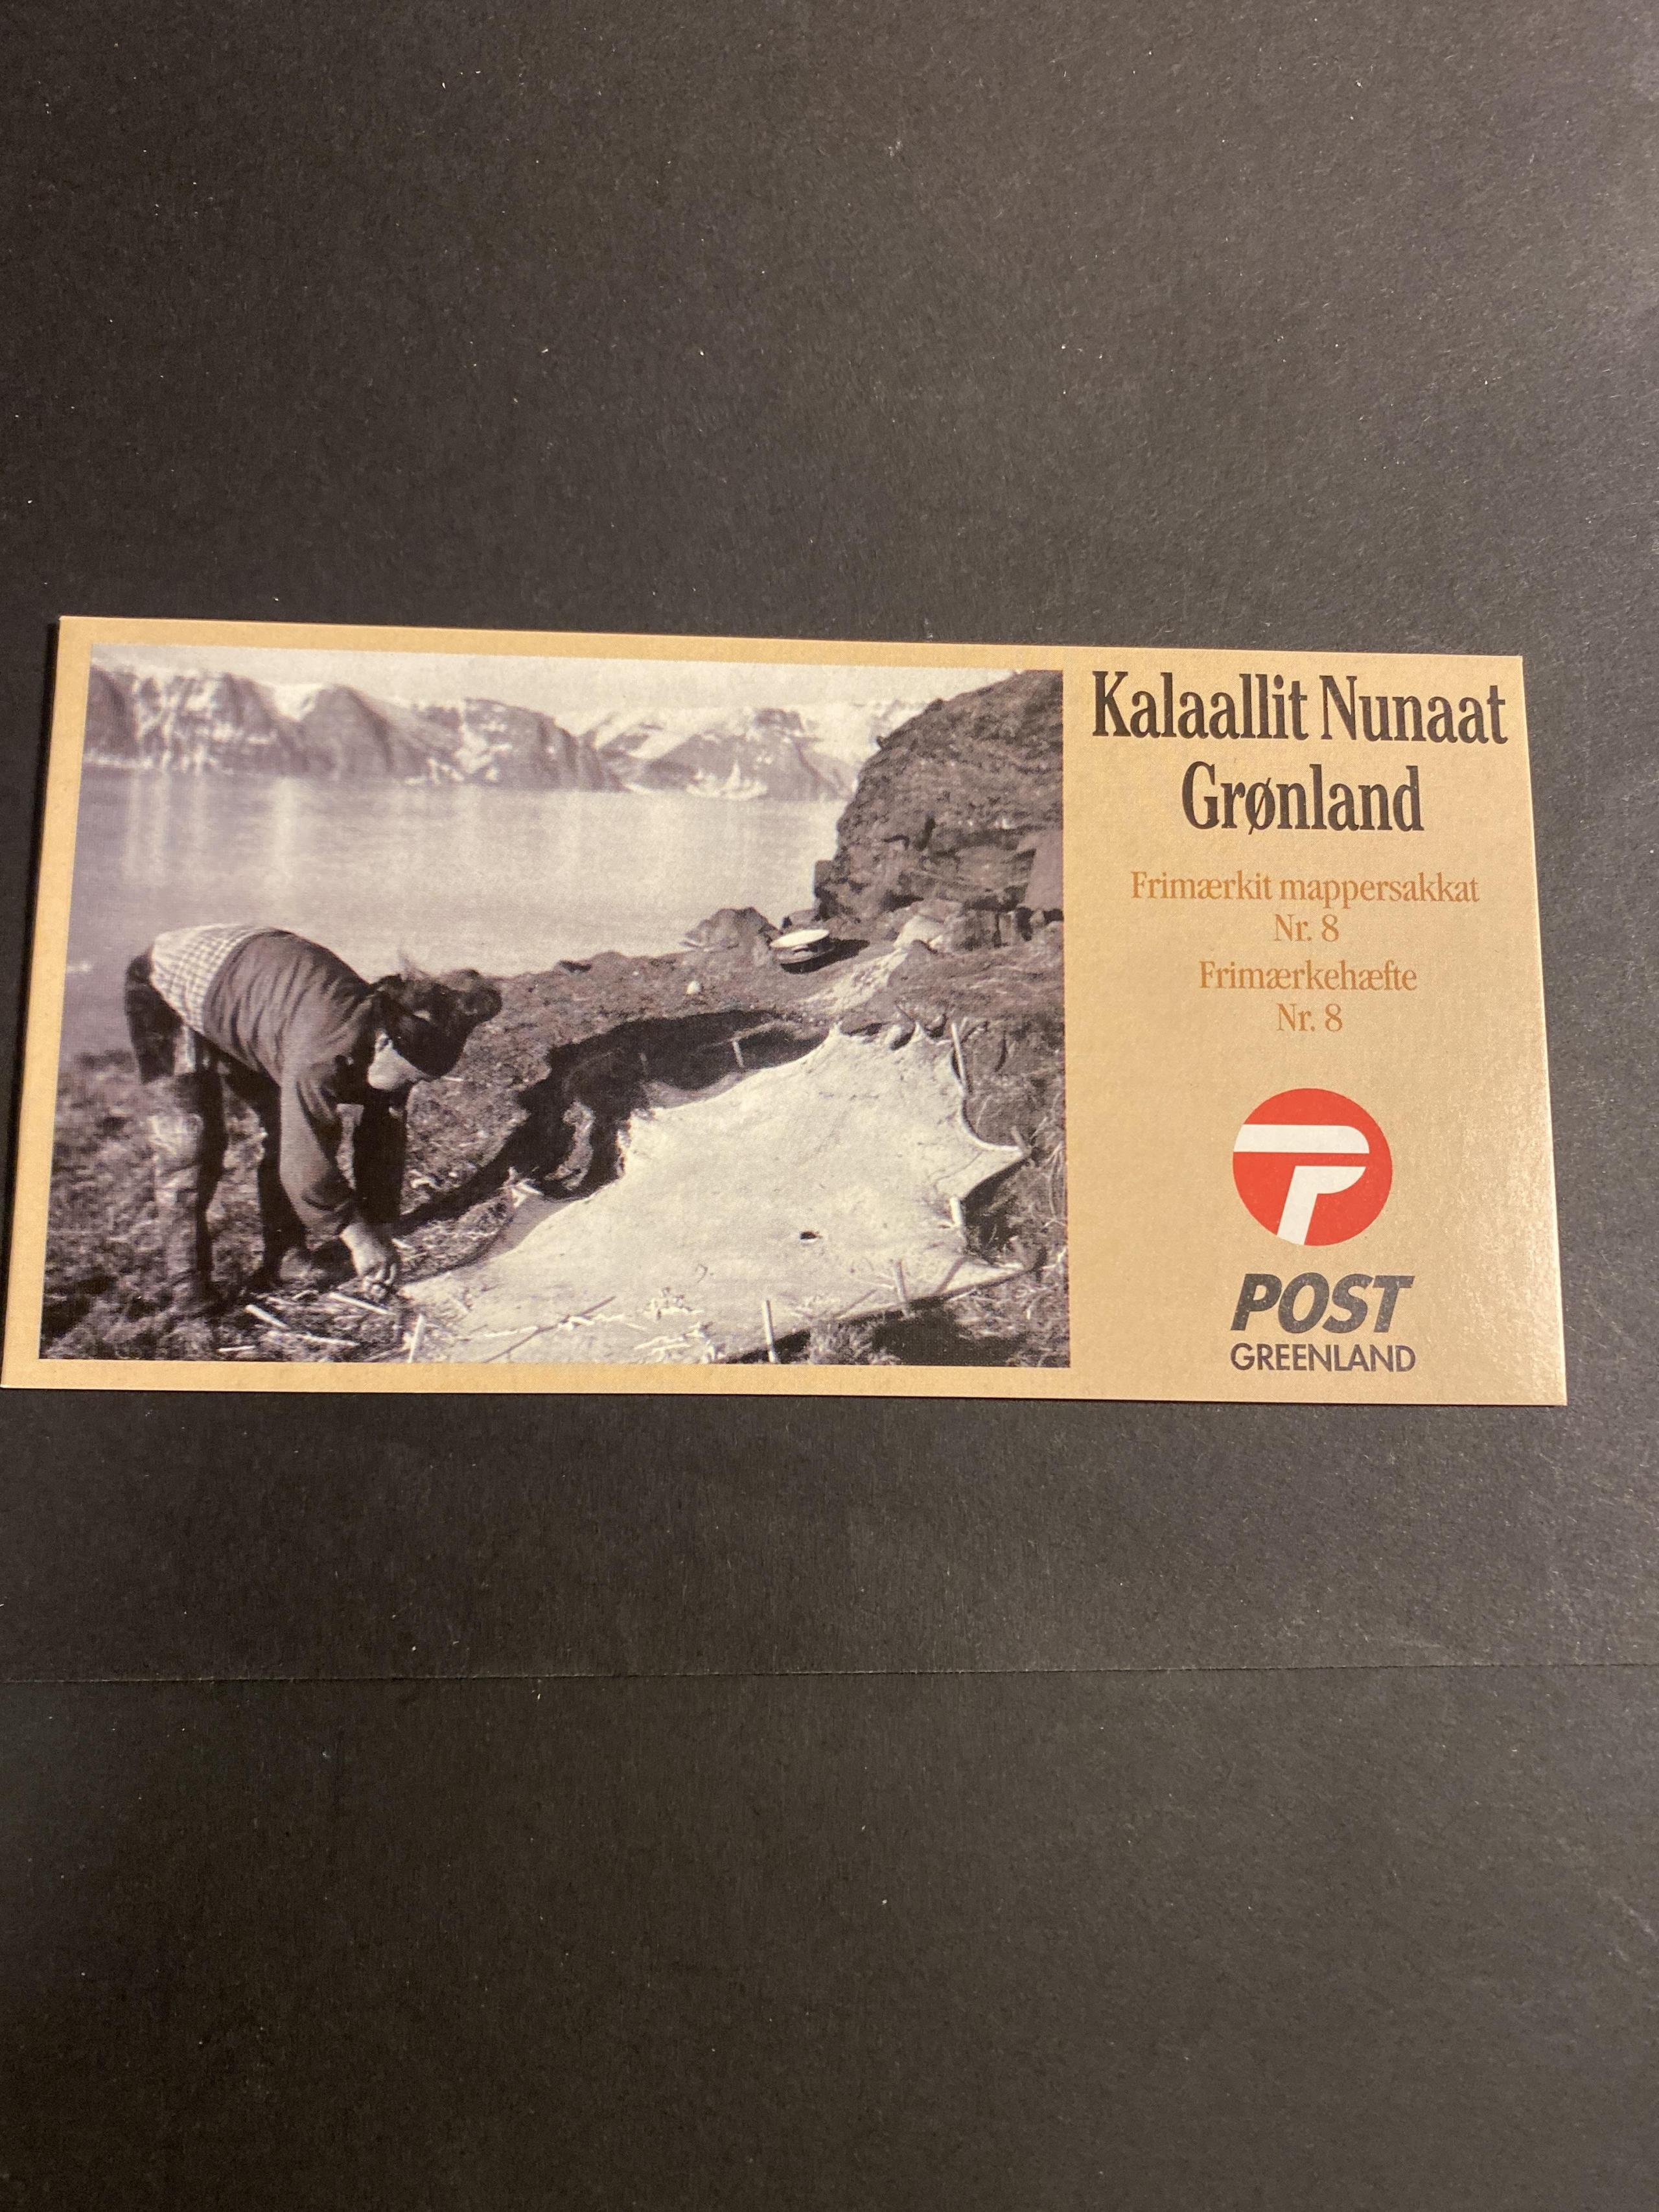 Kalaallit Nunaat
Grønland
Frimærkit mappersakkat
Nr. 8
Frimærkehæfte
Nr. 8
POST
GREENLAND